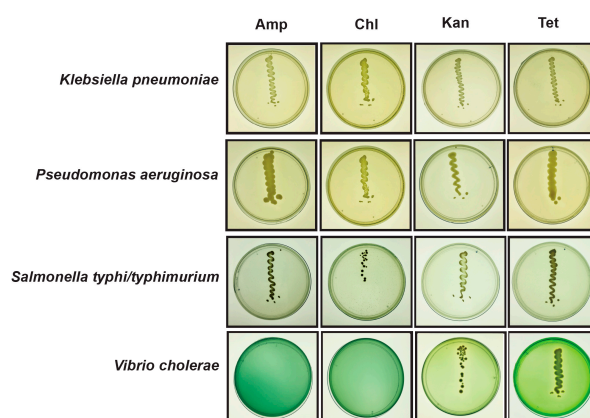 Amp Chl Kan Tet
Klebsiella pneumoniae
Pseudomonas aeruginosa
Salmonella typhi/typhimurium
Vibrio cholerae